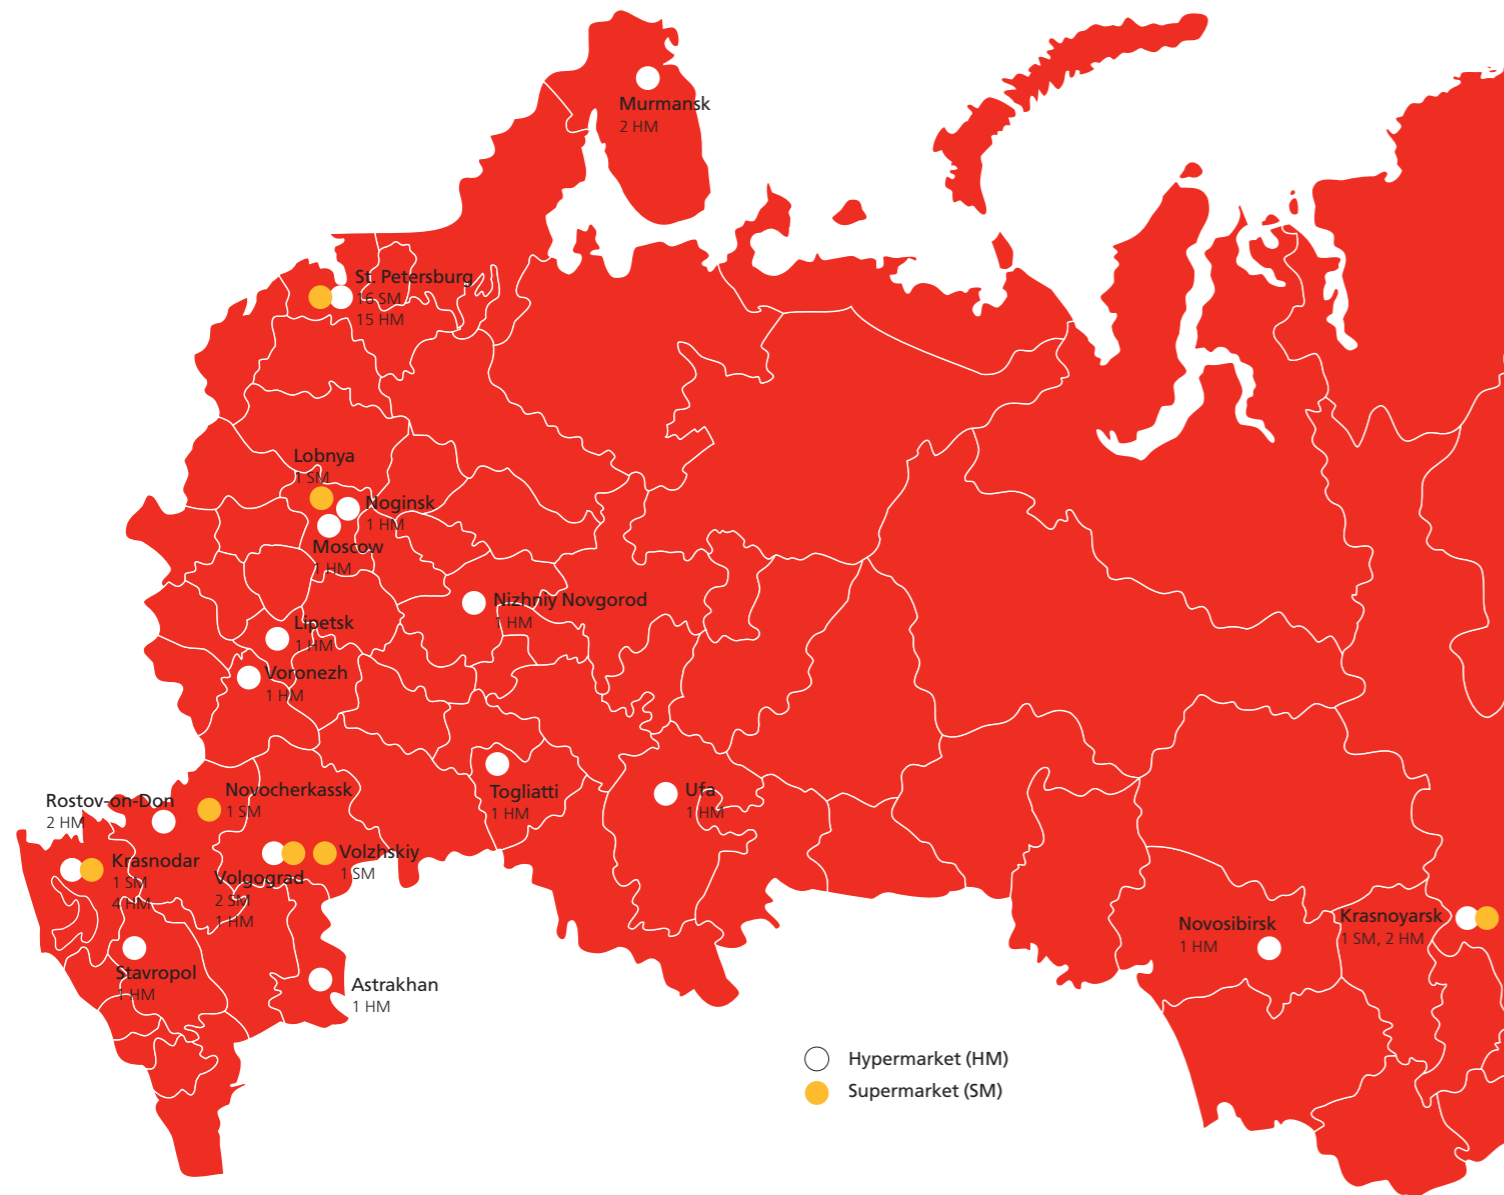 Murmansk
2 HM
St. Petersburg
16 SM
15 HM
Lobnya
1 SM
Noginsk
1 HM
Moscow
1 HM
Nizhniy Novgorod
1 HM
Lipetsk
1 HM
Voronezh
1 HM
Togliatti
1 HM
Ufa
1 HM
Rostov-on-Don
2 HM
Novocherkassk
1 SM
Krasnodar
1 SM
4 HM
Volgograd
2 SM
1 HM
Volzhskiy
1 SM
Stavropol
1 HM
Astrakhan
1 HM
Novosibirsk
1 HM
Krasnoyarsk
1 SM, 2 HM
Hypermarket (HM)
Supermarket (SM)